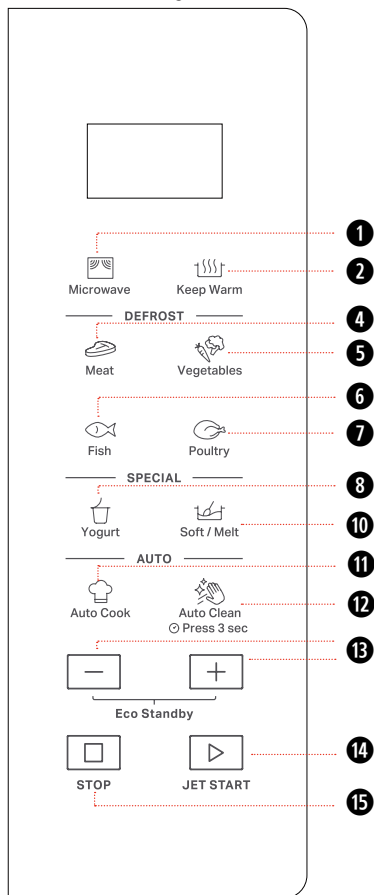 1
Microwave Keep Warm
2
DEFROST
4
Meat Vegetables
5
6
Fish Poultry
7
SPECIAL
8
Yogurt Soft / Melt
10
AUTO
11
Auto Cook Auto Clean
12
Press 3 sec
13
Eco Standby
14
STOP JET START
15